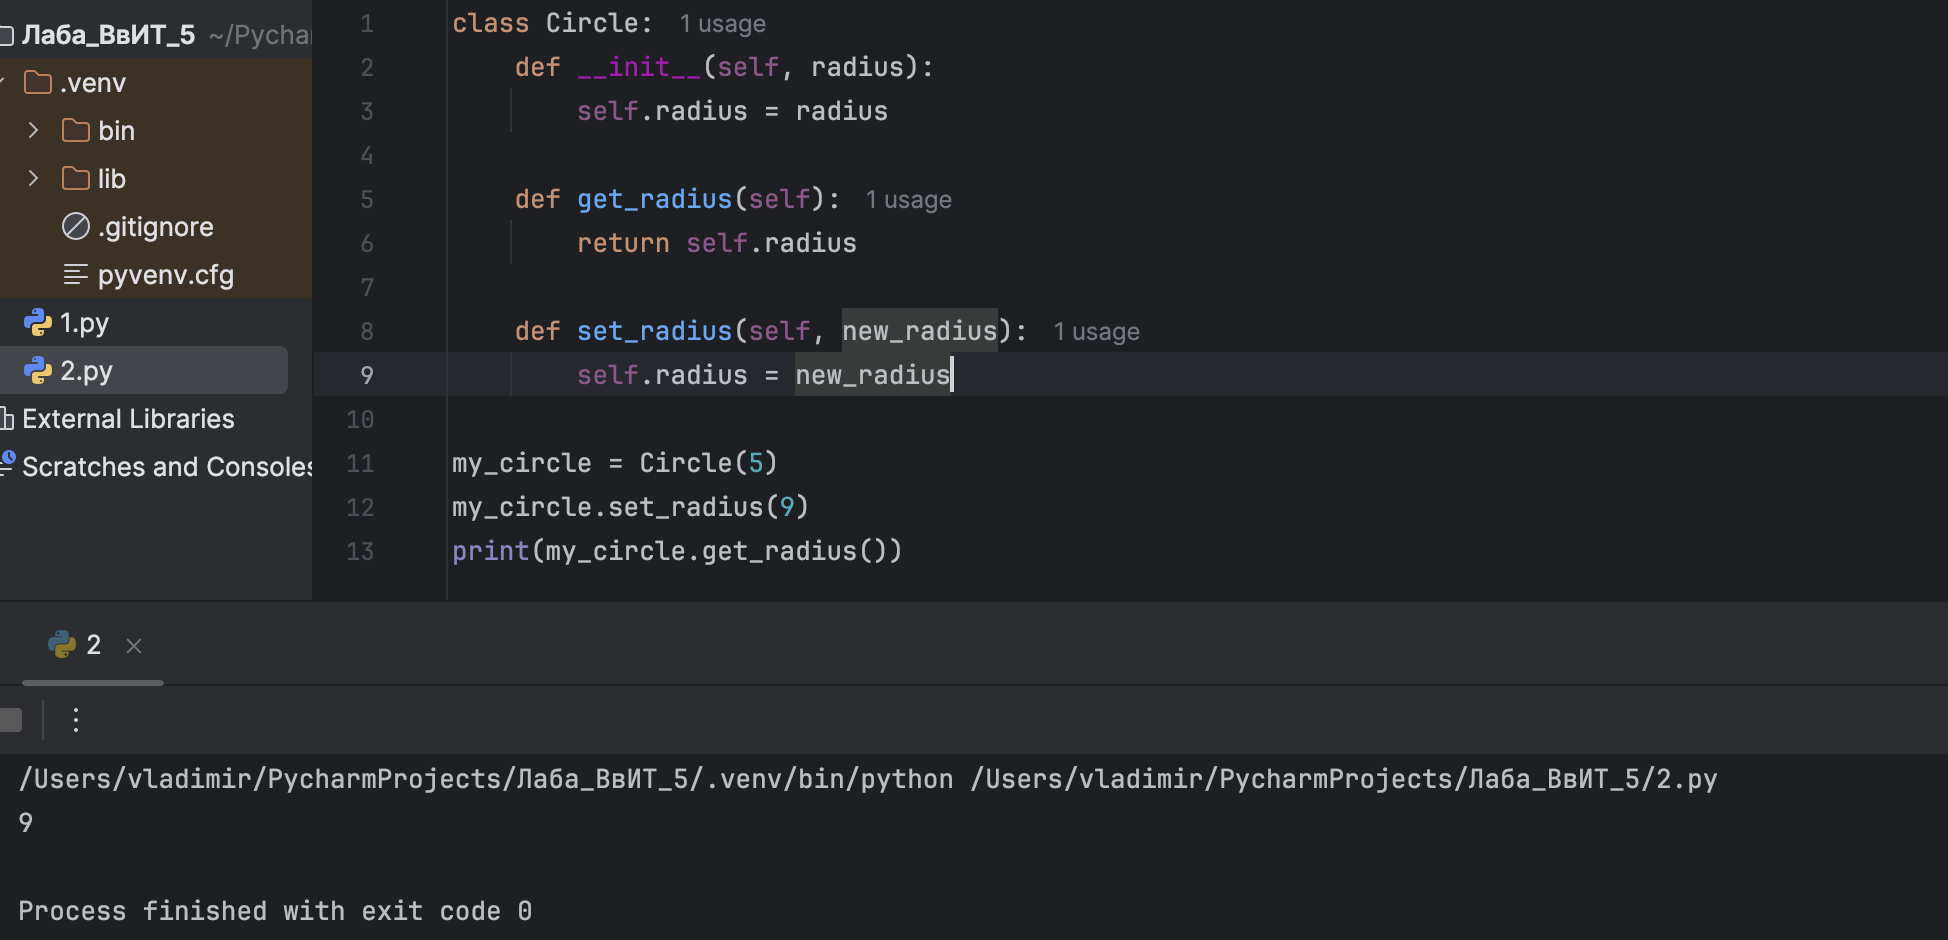 Лаба_ВвИТ_5 ~/Pycha
.venv
bin
lib
.gitignore
pyvenv.cfg
1.py
2.py
External Libraries
Scratches and Consoles
1 class Circle: 1 usage
2 def __init__(self, radius):
3 self.radius = radius
4
5 def get_radius(self): 1 usage
6 return self.radius
7
8 def set_radius(self, new_radius): 1 usage
9 self.radius = new_radius
10
11 my_circle = Circle(5)
12 my_circle.set_radius(9)
13 print(my_circle.get_radius())
2
/Users/vladimir/PycharmProjects/Лаба_ВвИТ_5/.venv/bin/python /Users/vladimir/PycharmProjects/Лаба_ВвИТ_5/2.py
9
Process finished with exit code 0